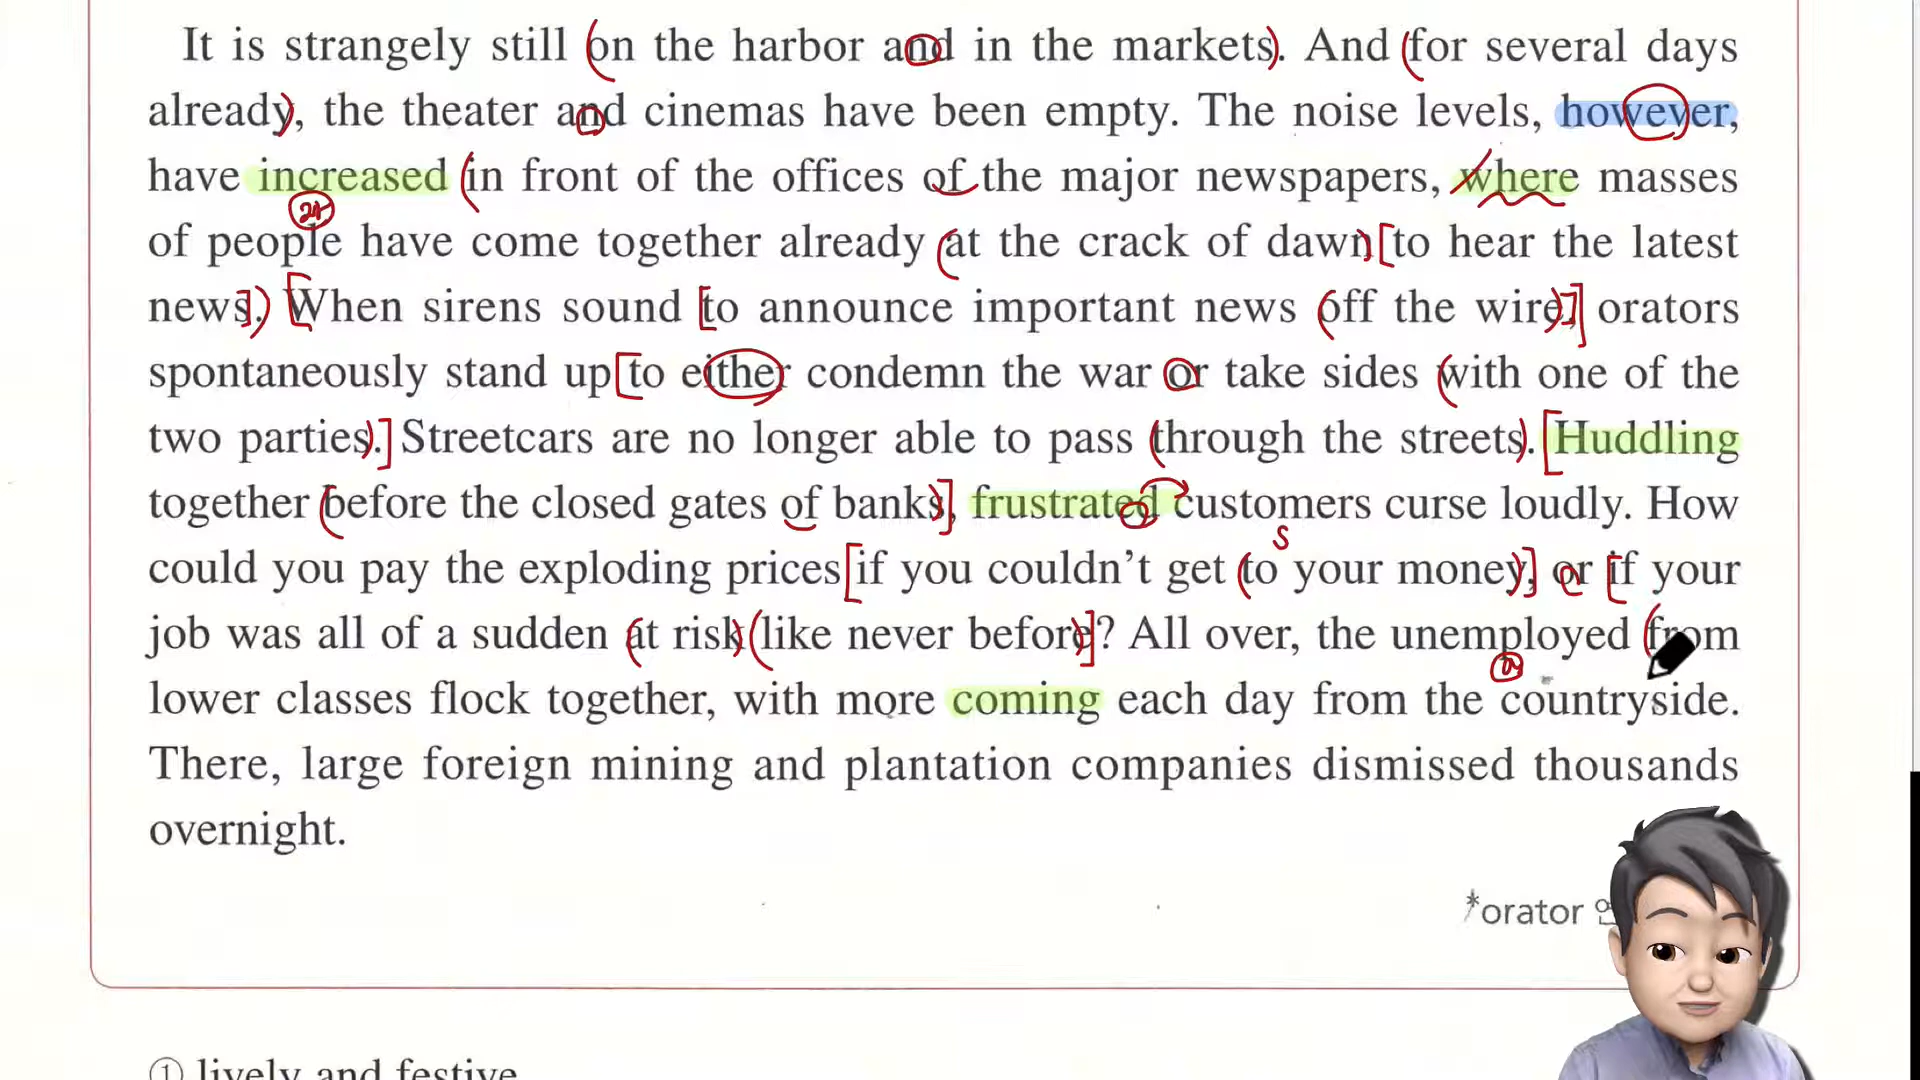 It is strangely still (on the harbor and in the markets). And (for several days
already), the theater and cinemas have been empty. The noise levels, however,
have increased (in front of the offices of the major newspapers, where masses
of people have come together already (at the crack of dawn) [to hear the latest
news].) [When sirens sound [to announce important news (off the wire)],] orators
spontaneously stand up [to either condemn the war or take sides (with one of the
two parties).] Streetcars are no longer able to pass (through the streets). [Huddling
together (before the closed gates of banks)], frustrated customers curse loudly. How
S
could you pay the exploding prices [if you couldn't get (to your money)], or [if your
job was all of a sudden (at risk) (like never before)]? All over, the unemployed (from
lower classes flock together, with more coming each day from the countryside.
There, large foreign mining and plantation companies dismissed thousands
overnight.
*orator
① lively and festive